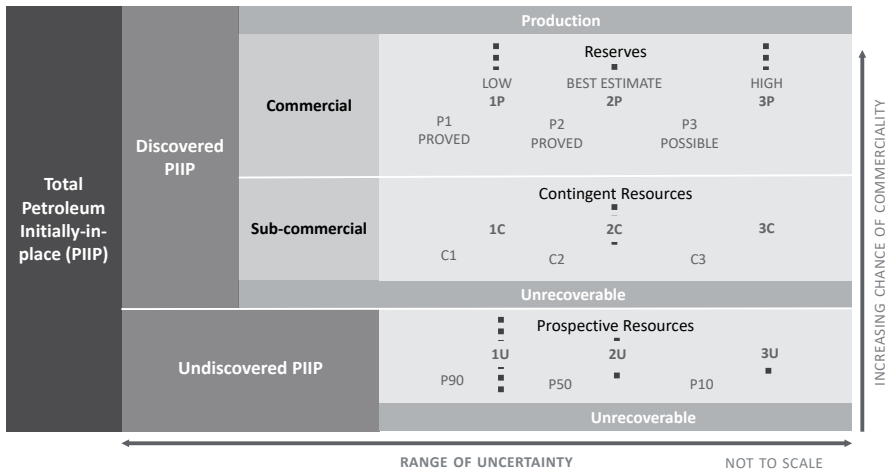 Production
Reserves
LOW BEST ESTIMATE HIGH
1P 2P 3P
Commercial
P1 P2 P3
PROVED PROVED POSSIBLE
Discovered
PIIP
Total
Petroleum
Initially-in-
place (PIIP)
Contingent Resources
Sub-commercial
1C 2C 3C
C1 C2 C3
Unrecoverable
Prospective Resources
1U 2U 3U
Undiscovered PIIP
P90 P50 P10
Unrecoverable
RANGE OF UNCERTAINTY
NOT TO SCALE
INCREASING CHANCE OF COMMERCIALITY